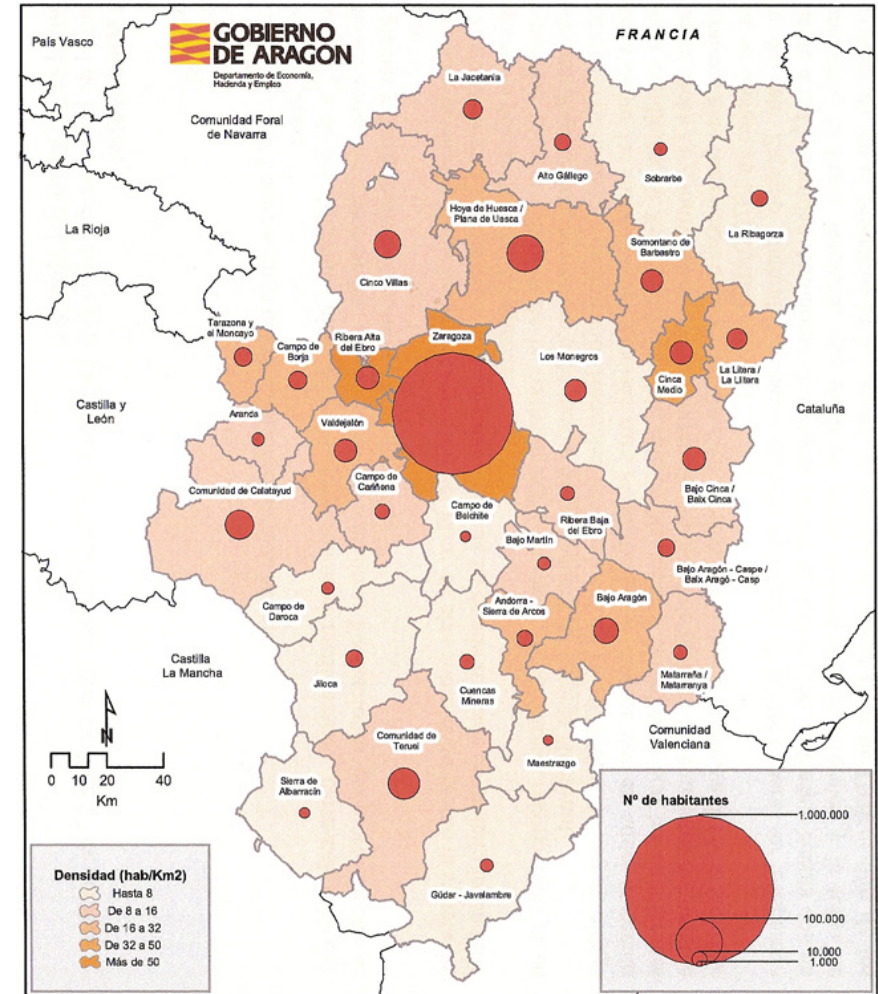 País Vasco
GOBIERNO
DE ARAGON
Departamento de Economía,
Hacienda y Empleo
FRANCIA
Comunidad Foral
de Navarra
La Jacetania
Alto Gállego
Sobrarbe
La Ribagorza
La Rioja
Hoya de Huesca /
Plana de Uesca
Somontano de
Barbastro
Cinco Villas
Tarazona y
el Moncayo
Campo de
Borja
Ribera Alta
del Ebro
Zaragoza
Los Monegros
Cinca
Medio
La Litera /
La Llitera
Castilla y
León
Aranda
Valdejalón
Cataluña
Comunidad de Calatayud
Campo de
Cariñena
Bajo Cinca /
Baix Cinca
Campo de
Belchite
Ribera Baja
del Ebro
Bajo Martín
Bajo Aragón - Caspe /
Baix Aragó - Casp
Campo de
Daroca
Andorra -
Sierra de Arcos
Bajo Aragón
Castilla
La Mancha
Jiloca
Cuencas
Mineras
Matarraña /
Matarranya
Comunidad
Valenciana
Comunidad de
Teruel
Maestrazgo
Sierra de
Albarracín
Gúdar - Javalambre
N
0 10 20 40
Km
Densidad (hab/Km2)
Hasta 8
De 8 a 16
De 16 a 32
De 32 a 50
Más de 50
Nº de habitantes
1.000.000
100.000
10.000
1.000